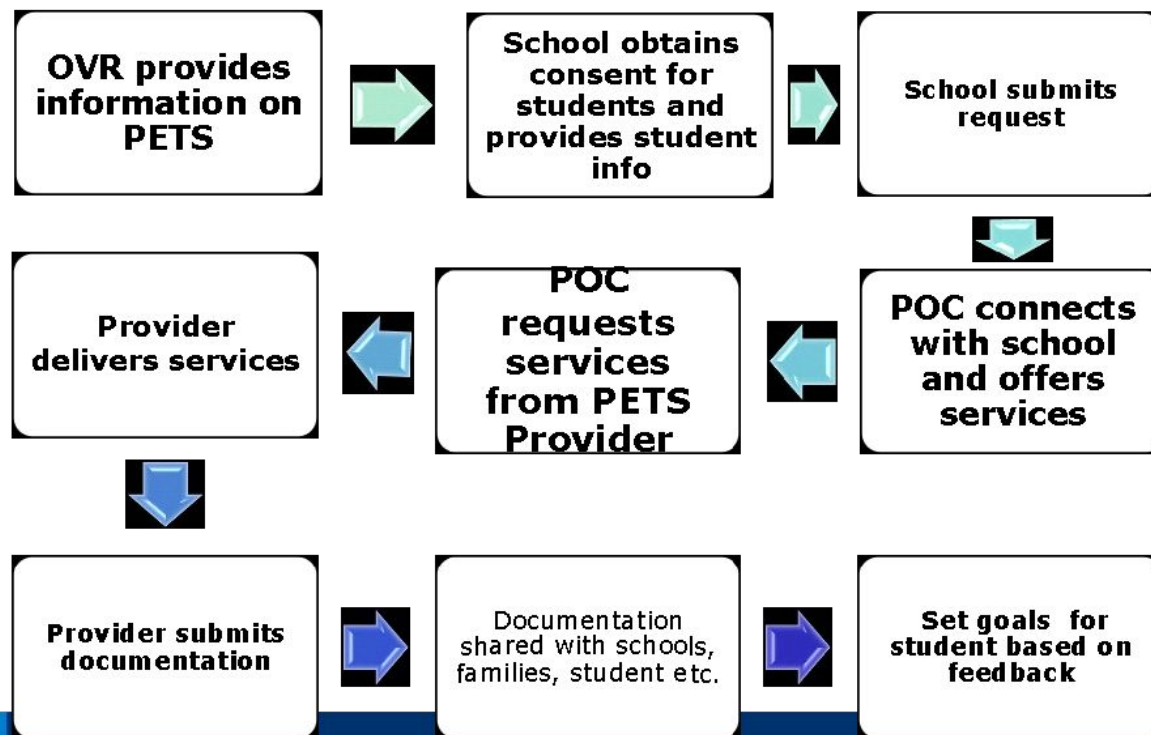 OVR provides
information on
PETS
School obtains
consent for
students and
provides student
info
School submits
request
POC connects
with school
and offers
services
POC
requests
services
from PETS
Provider
Provider
delivers services
Provider submits
documentation
Documentation
shared with schools,
families, student etc.
Set goals for
student based on
feedback